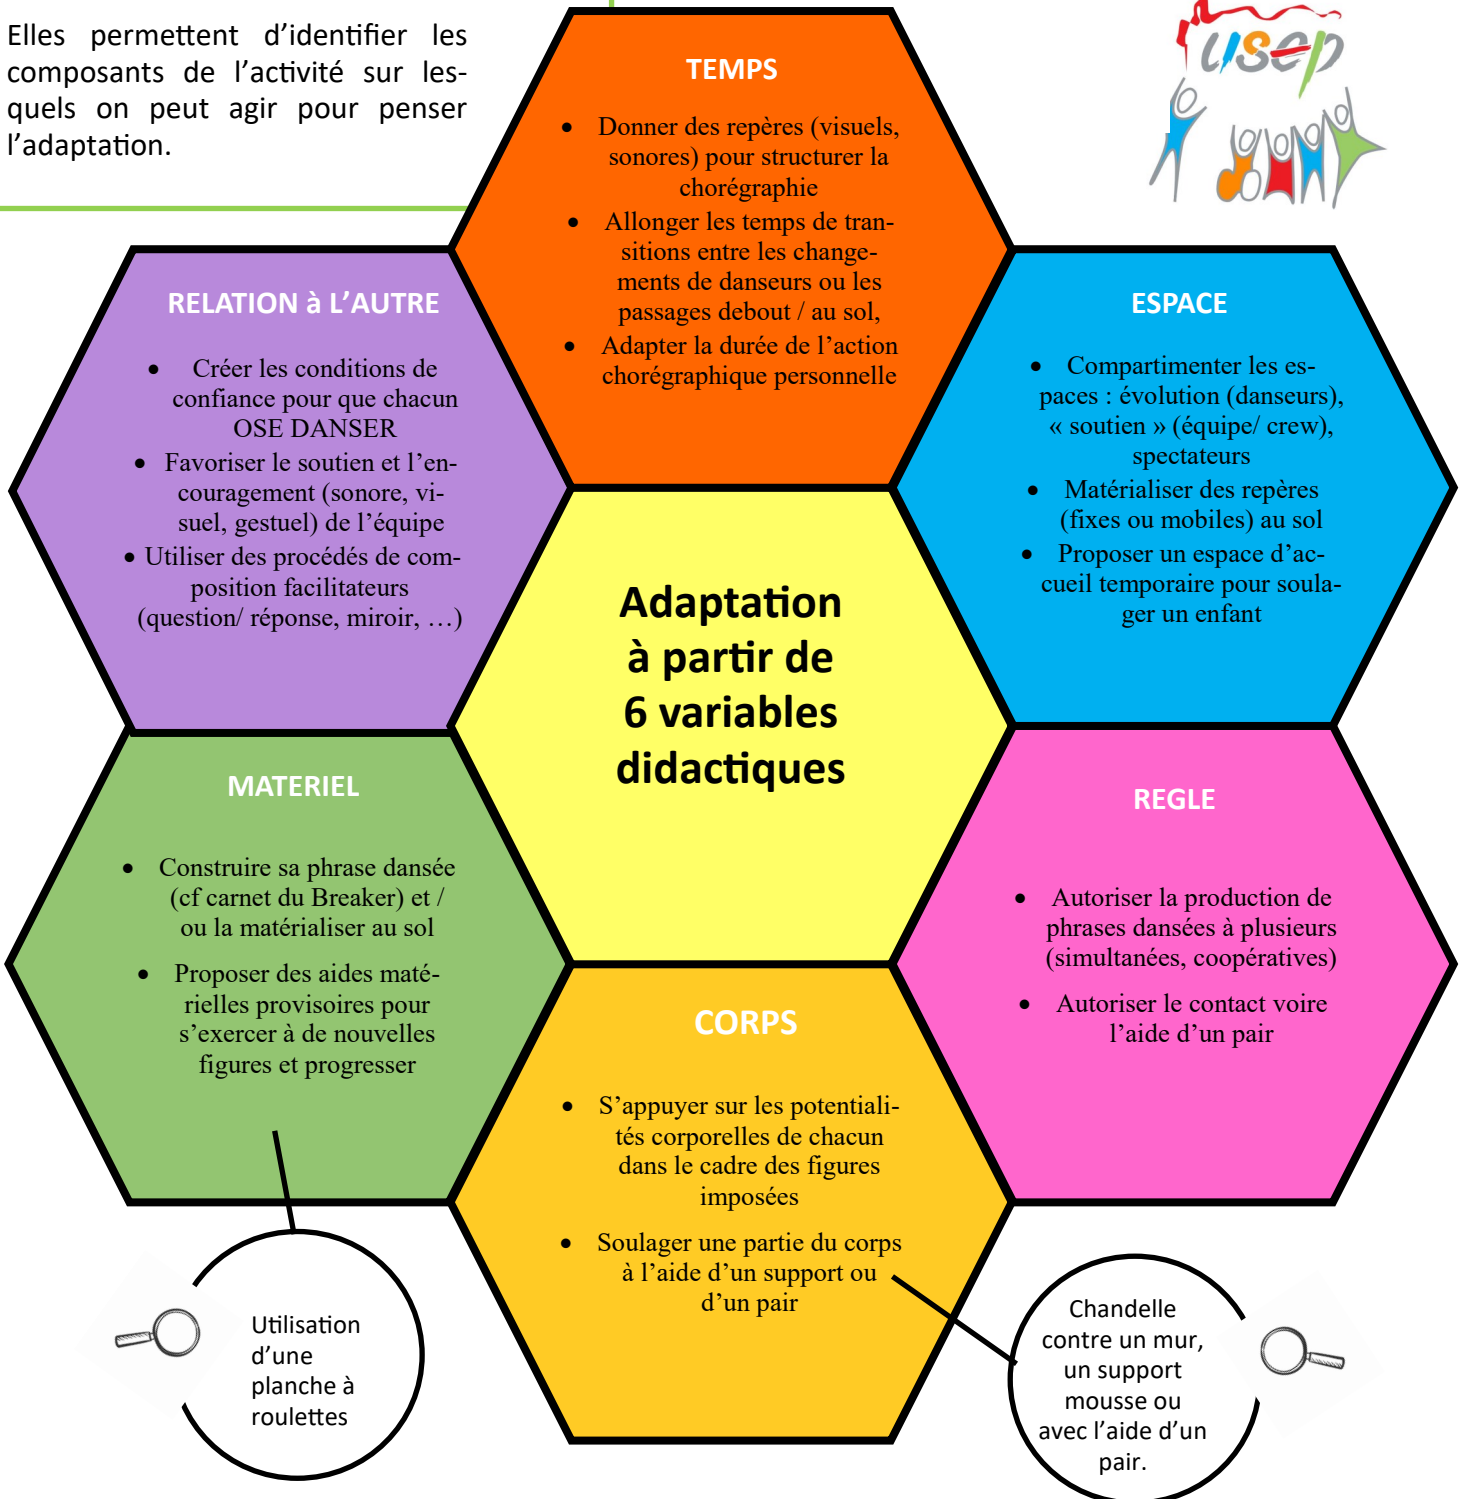 Elles permettent d'identifier les
composants de l'activité sur les-
quels on peut agir pour penser
l'adaptation.
usep
TEMPS
• Donner des repères (visuels,
sonores) pour structurer la
chorégraphie
• Allonger les temps de tran-
sitions entre les change-
ments de danseurs ou les
passages debout / au sol,
• Adapter la durée de l'action
chorégraphique personnelle
RELATION à L'AUTRE
• Créer les conditions de
confiance pour que chacun
OSE DANSER
• Favoriser le soutien et l'en-
couragement (sonore, vi-
suel, gestuel) de l'équipe
• Utiliser des procédés de com-
position facilitateurs
(question/ réponse, miroir, …)
ESPACE
• Compartimenter les es-
paces : évolution (danseurs),
« soutien » (équipe/ crew),
spectateurs
• Matérialiser des repères
(fixes ou mobiles) au sol
• Proposer un espace d'ac-
cueil temporaire pour soula-
ger un enfant
Adaptation
à partir de
6 variables
didactiques
MATERIEL
• Construire sa phrase dansée
(cf carnet du Breaker) et /
ou la matérialiser au sol
• Proposer des aides maté-
rielles provisoires pour
s'exercer à de nouvelles
figures et progresser
REGLE
• Autoriser la production de
phrases dansées à plusieurs
(simultanées, coopératives)
• Autoriser le contact voire
l'aide d'un pair
CORPS
• S'appuyer sur les potentiali-
tés corporelles de chacun
dans le cadre des figures
imposées
• Soulager une partie du corps
à l'aide d'un support ou
d'un pair
Utilisation
d'une
planche à
roulettes
Chandelle
contre un mur,
un support
mousse ou
avec l'aide d'un
pair.